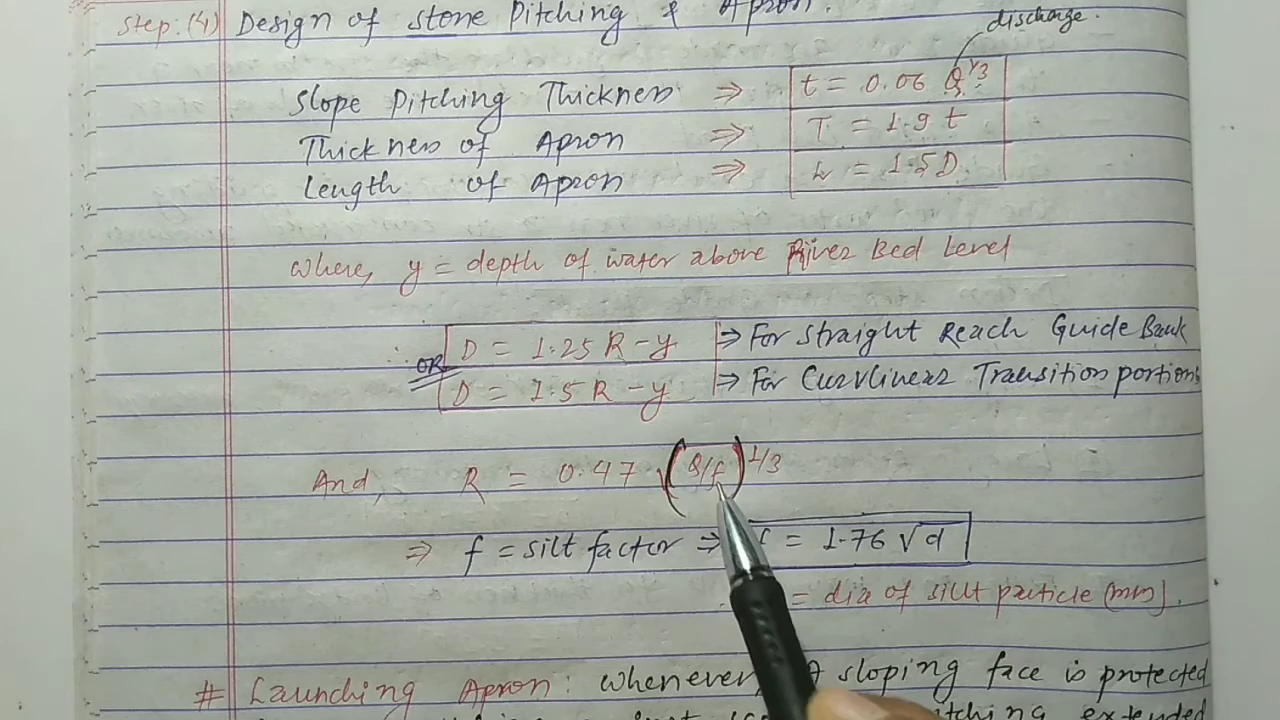 Step:(4) Design of stone Pitching & Apron.
discharge.
Slope Pitching Thickness ⇒ t = 0.06 Q^1/3
Thickness of Apron ⇒ T = 1.9 t
Length of Apron ⇒ L = 1.5D
where, y = depth of water above River Bed Level
D = 1.25 R - y ⇒ For Straight Reach Guide Bank
OR
D = 1.5 R - y ⇒ For Curvlinear Transition portions
And, R = 0.47 (Q/f)^1/3
⇒ f = silt factor ⇒ f = 1.76 √d
= dia of sillt particle (mm).
# Launching Apron: whenever, A sloping face is protected
itching extended